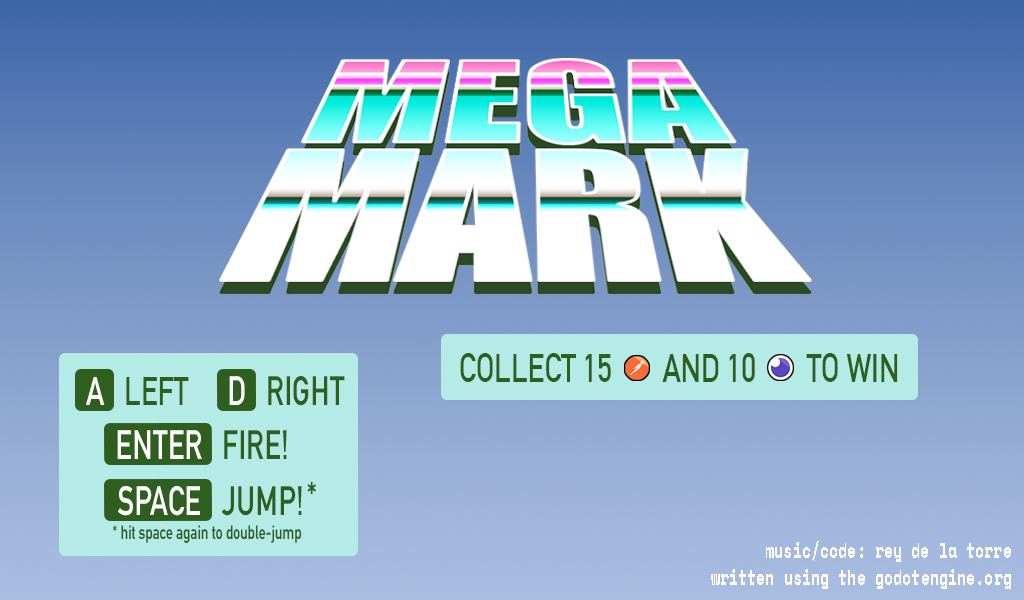 MEGA
MARK
COLLECT 15 AND 10 TO WIN
A LEFT D RIGHT
ENTER FIRE!
SPACE JUMP!*
* hit space again to double-jump
music/code: rey de la torre
written using the godotengine.org